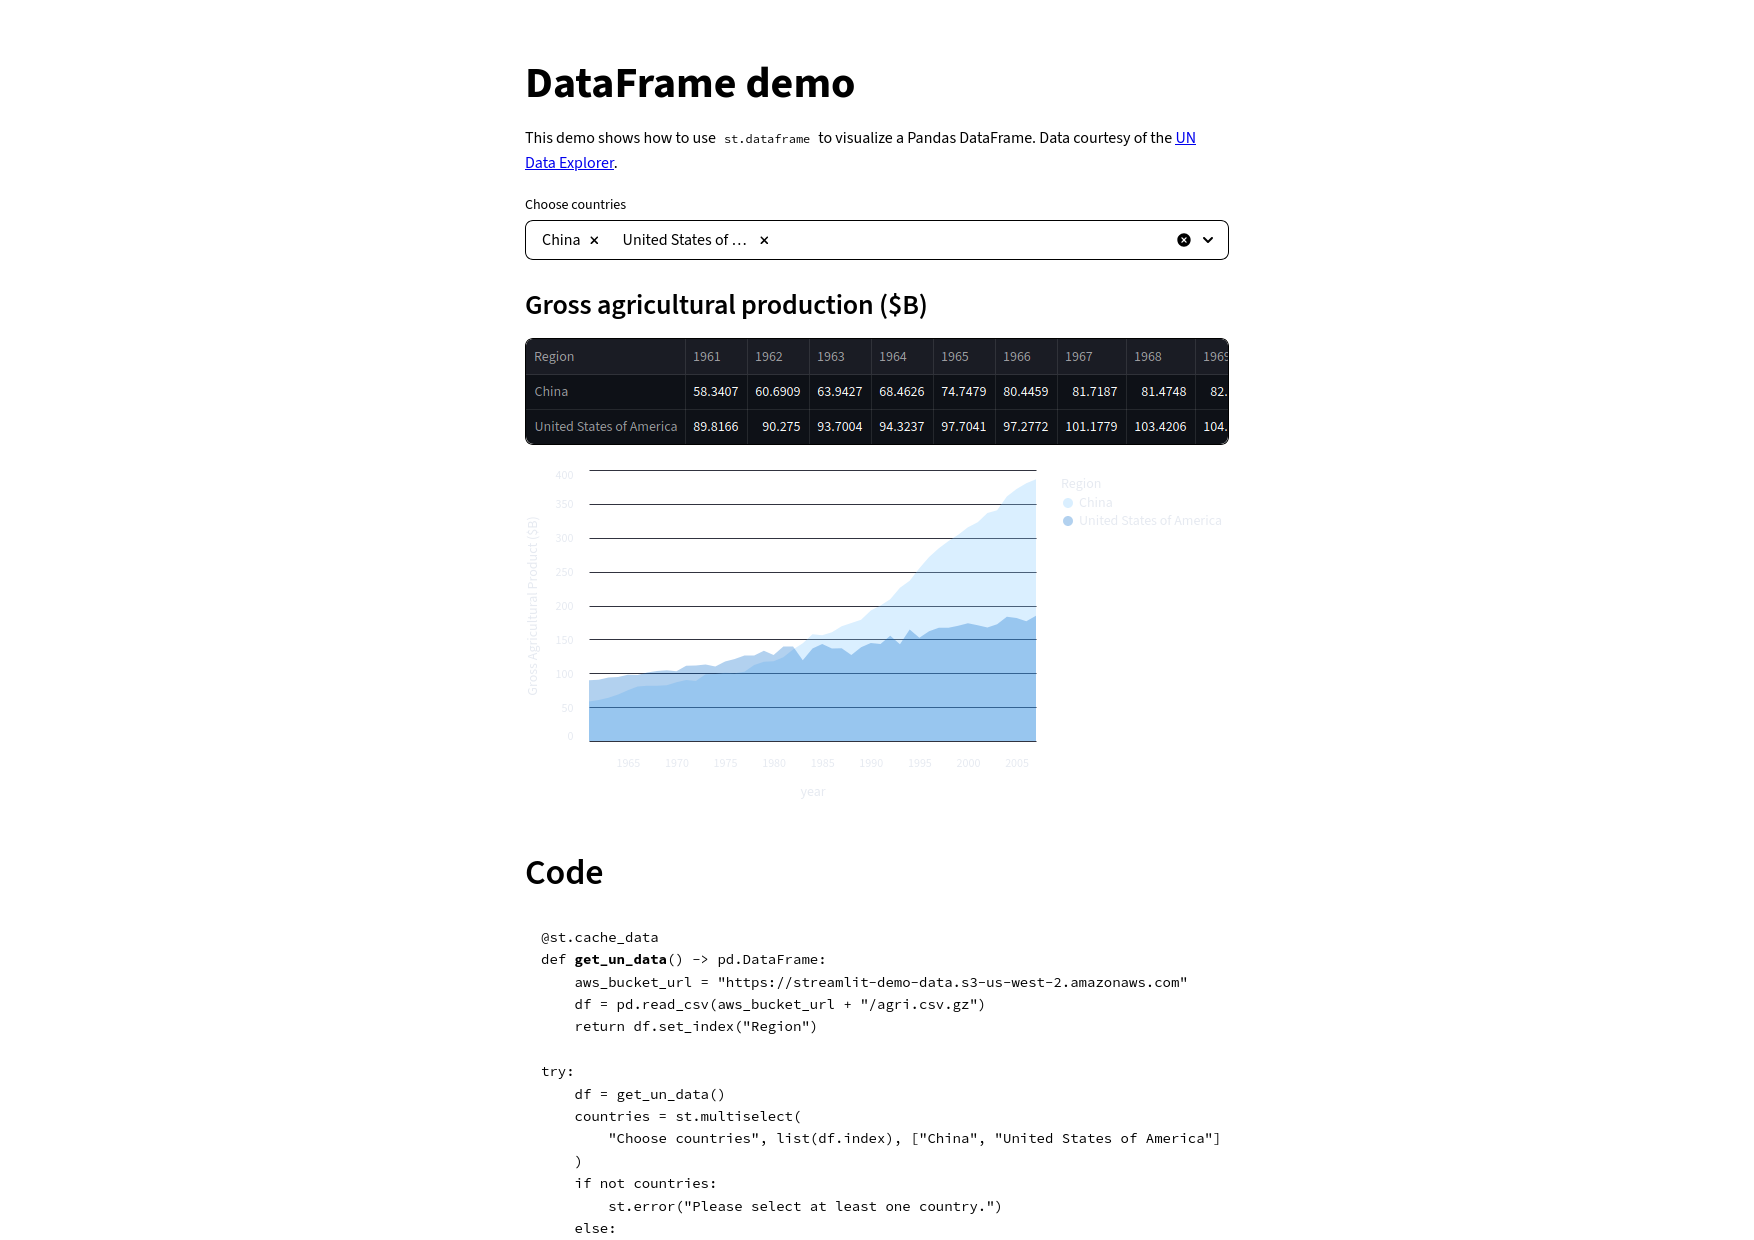 DataFrame demo
This demo shows how to use st.dataframe to visualize a Pandas DataFrame. Data courtesy of the UN
Data Explorer.
Choose countries
China United States of ...
Gross agricultural production ($B)
Region 1961 1962 1963 1964 1965 1966 1967 1968 1969
China 58.3407 60.6909 63.9427 68.4626 74.7479 80.4459 81.7187 81.4748 82.
United States of America 89.8166 90.275 93.7004 94.3237 97.7041 97.2772 101.1779 103.4206 104.
Gross Agricultural Product ($B)
400
350
300
250
200
150
100
50
0
1965 1970 1975 1980 1985 1990 1995 2000 2005
year
Region
China
United States of America
Code
@st.cache_data
def get_un_data() -> pd.DataFrame:
    aws_bucket_url = "https://streamlit-demo-data.s3-us-west-2.amazonaws.com"
    df = pd.read_csv(aws_bucket_url + "/agri.csv.gz")
    return df.set_index("Region")
try:
    df = get_un_data()
    countries = st.multiselect(
        "Choose countries", list(df.index), ["China", "United States of America"]
    )
    if not countries:
        st.error("Please select at least one country.")
    else: